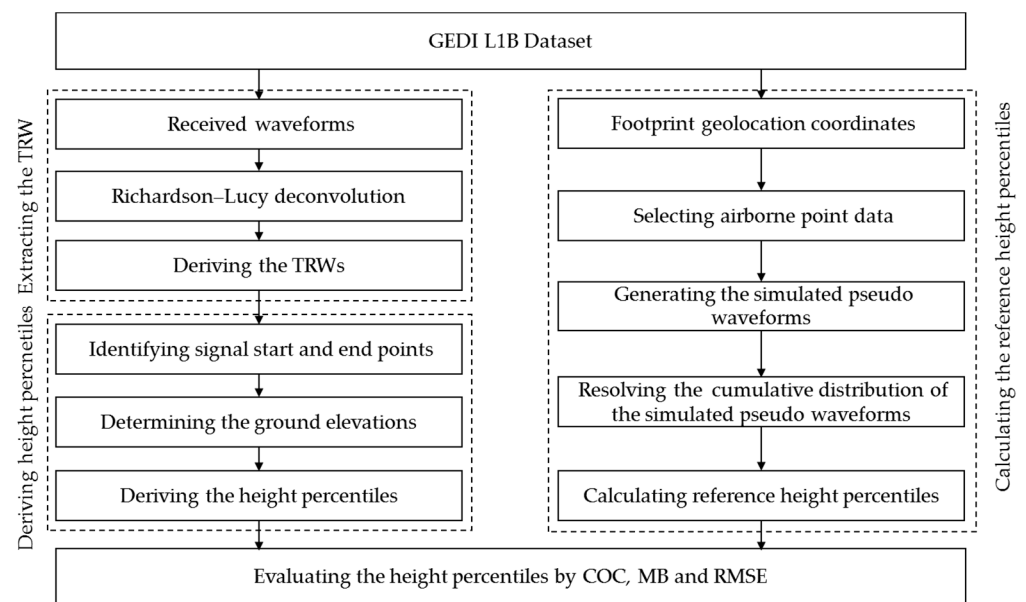 GEDI L1B Dataset
Extracting the TRW
Received waveforms
Richardson–Lucy deconvolution
Deriving the TRWs
Deriving height percnetiles
Identifying signal start and end points
Determining the ground elevations
Deriving the height percentiles
Calculating the reference height percentiles
Footprint geolocation coordinates
Selecting airborne point data
Generating the simulated pseudo
waveforms
Resolving the cumulative distribution of
the simulated pseudo waveforms
Calculating reference height percentiles
Evaluating the height percentiles by COC, MB and RMSE